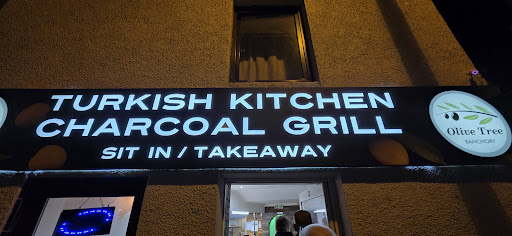 TURKISH KITCHEN
CHARCOAL GRILL
SIT IN / TAKEAWAY
Olive Tree
BANCHORY